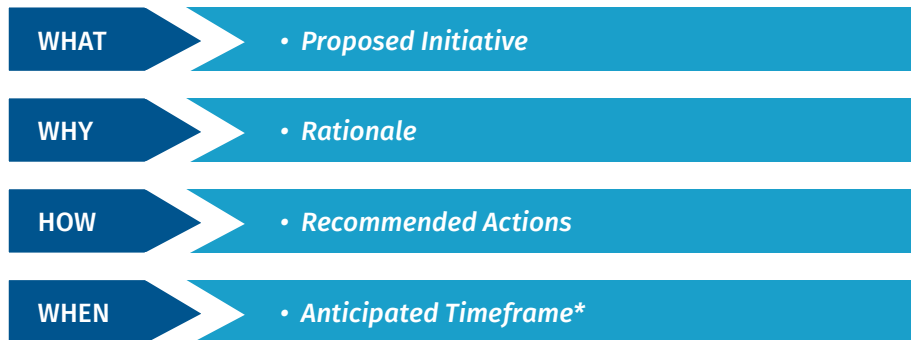 WHAT • Proposed Initiative
WHY • Rationale
HOW • Recommended Actions
WHEN • Anticipated Timeframe*